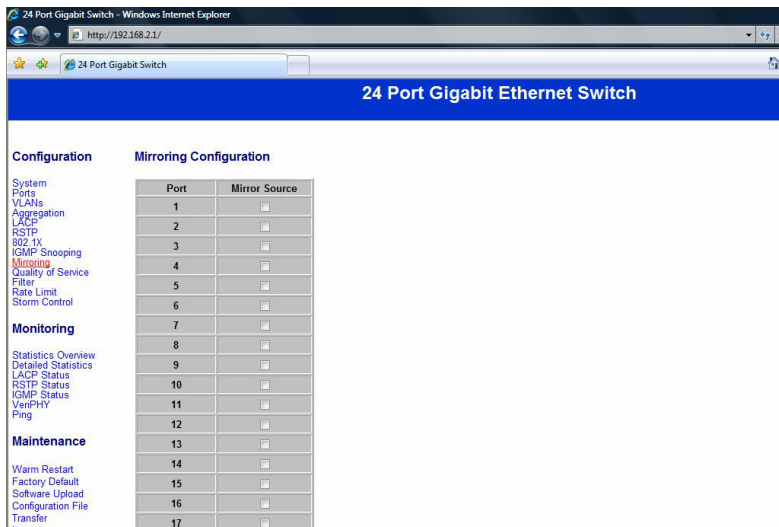 24 Port Gigabit Switch - Windows Internet Explorer
http://192.168.2.1/
24 Port Gigabit Switch
24 Port Gigabit Ethernet Switch
Configuration
System
Ports
VLANs
Aggregation
LACP
RSTP
802.1X
IGMP Snooping
Mirroring
Quality of Service
Filter
Rate Limit
Storm Control
Monitoring
Statistics Overview
Detailed Statistics
LACP Status
RSTP Status
IGMP Status
VeriPHY
Ping
Maintenance
Warm Restart
Factory Default
Software Upload
Configuration File
Transfer
Mirroring Configuration
Port Mirror Source
1
2
3
4
5
6
7
8
9
10
11
12
13
14
15
16
17